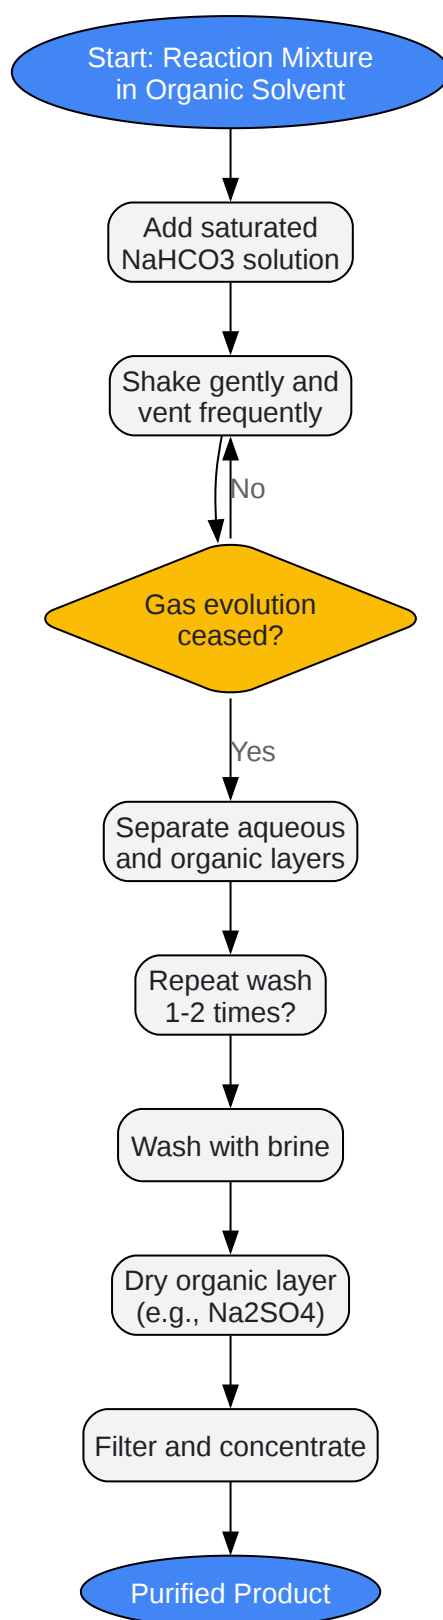 Start: Reaction Mixture
in Organic Solvent
Add saturated
NaHCO3 solution
Shake gently and
vent frequently
No
Gas evolution
ceased?
Yes
Separate aqueous
and organic layers
Repeat wash
1-2 times?
Wash with brine
Dry organic layer
(e.g., Na2SO4)
Filter and concentrate
Purified Product